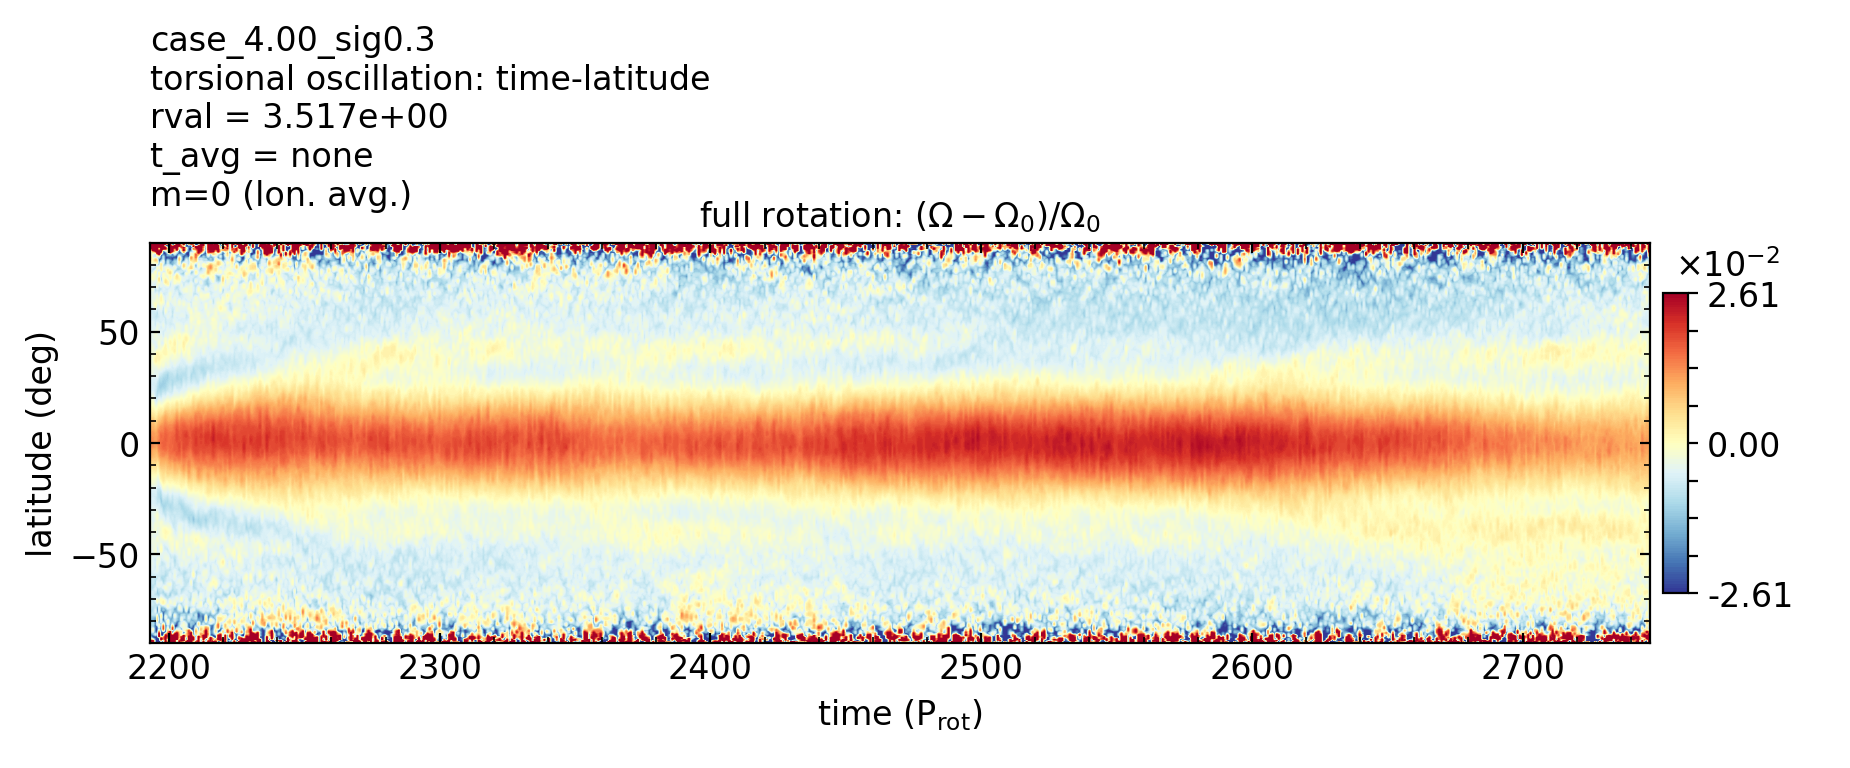 case_4.00_sig0.3
torsional oscillation: time-latitude
rval = 3.517e+00
t_avg = none
m=0 (lon. avg.)
full rotation: (Ω − Ω₀)/Ω₀
×10⁻²
2.61
0.00
-2.61
latitude (deg)
50
0
−50
2200 2300 2400 2500 2600 2700
time (P_rot)